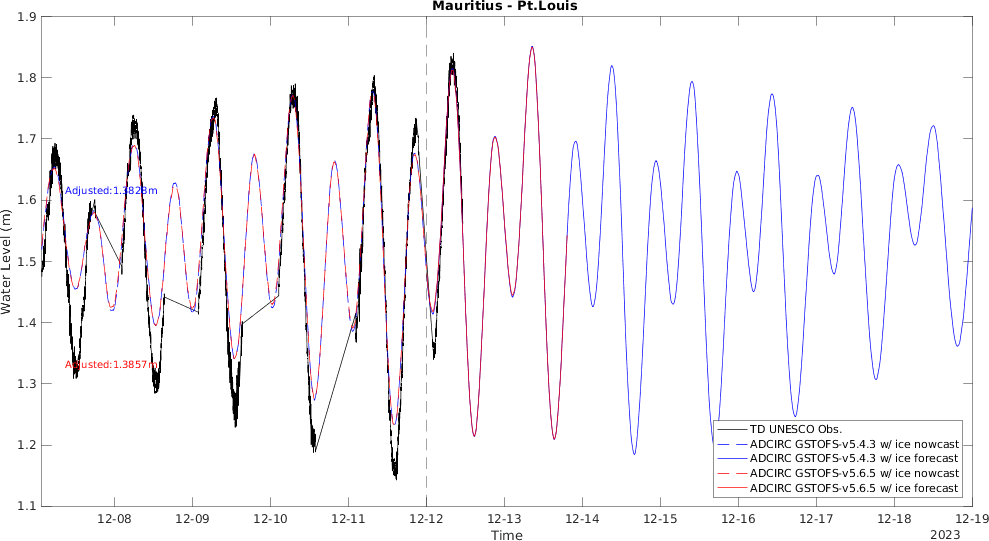 Mauritius - Pt.Louis
Water Level (m)
1.9
1.8
1.7
1.6
1.5
1.4
1.3
1.2
1.1
Adjusted:1.3828m
Adjusted:1.3857m
TD UNESCO Obs.
ADCIRC GSTOFS-v5.4.3 w/ ice nowcast
ADCIRC GSTOFS-v5.4.3 w/ ice forecast
ADCIRC GSTOFS-v5.6.5 w/ ice nowcast
ADCIRC GSTOFS-v5.6.5 w/ ice forecast
12-08 12-09 12-10 12-11 12-12 12-13 12-14 12-15 12-16 12-17 12-18 12-19
Time
2023